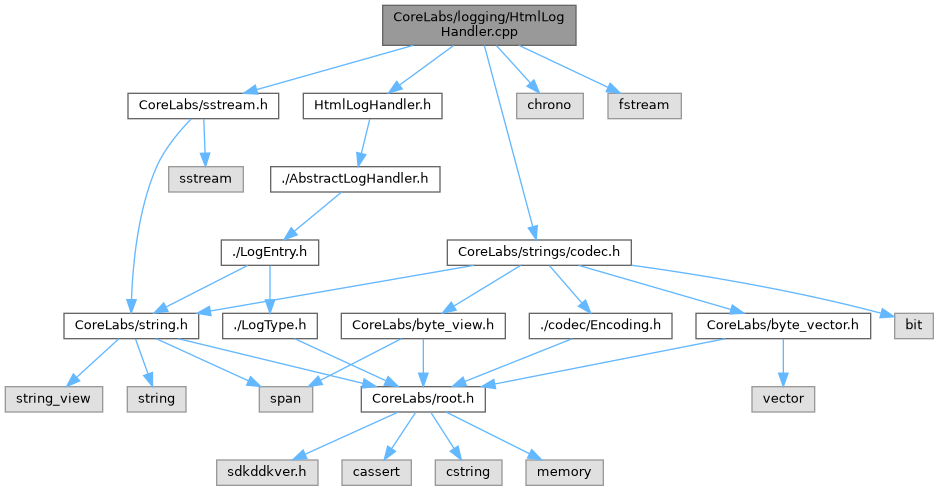 CoreLabs/logging/HtmlLog
Handler.cpp
CoreLabs/sstream.h
HtmlLogHandler.h
chrono
fstream
sstream
./AbstractLogHandler.h
./LogEntry.h
CoreLabs/strings/codec.h
CoreLabs/string.h
./LogType.h
CoreLabs/byte_view.h
./codec/Encoding.h
CoreLabs/byte_vector.h
bit
string_view
string
span
CoreLabs/root.h
vector
sdkddkver.h
cassert
cstring
memory